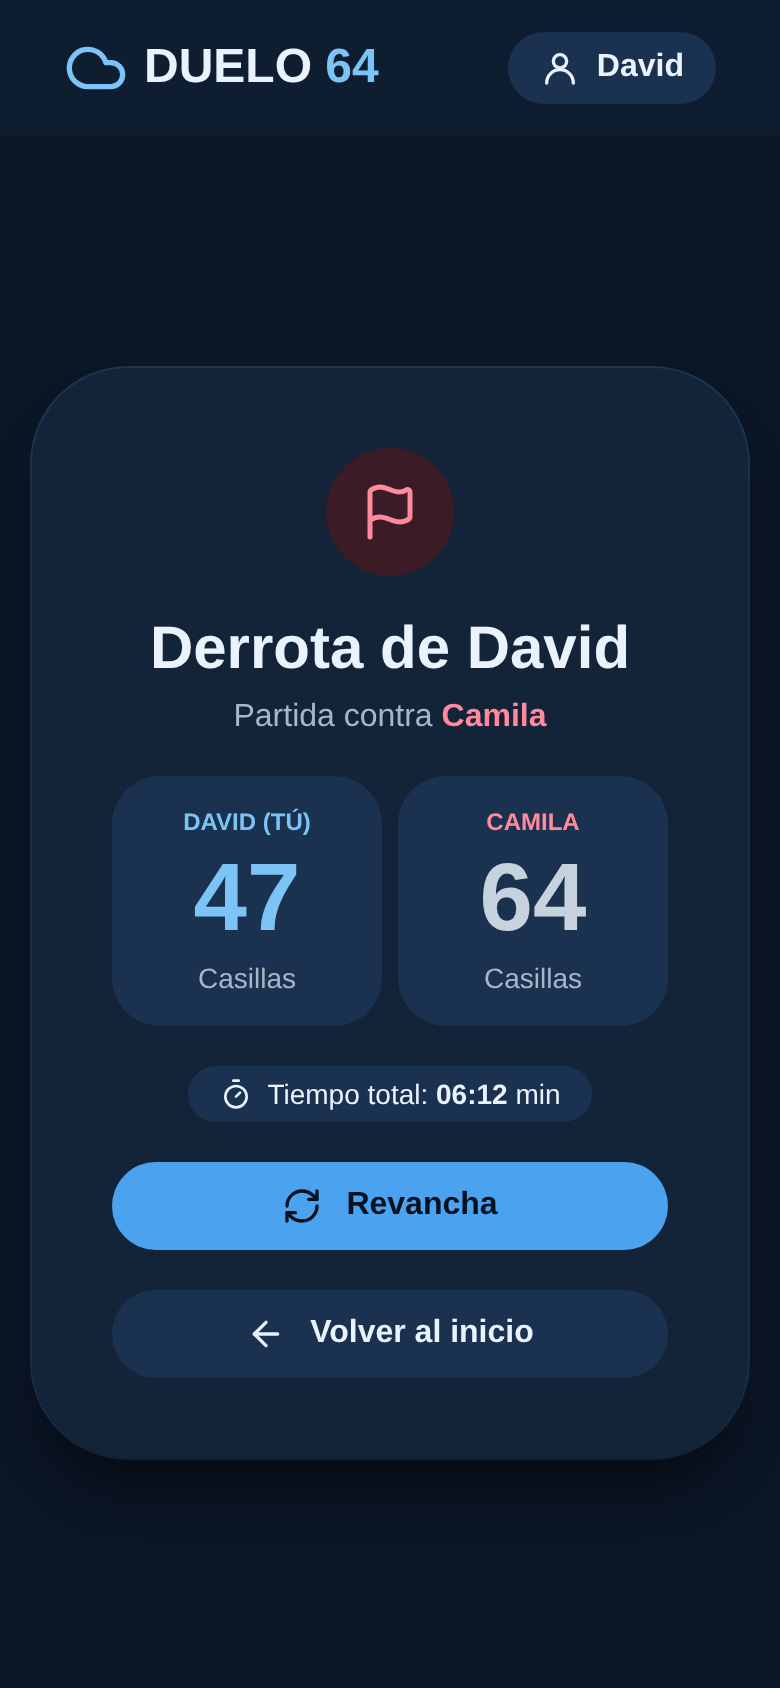 DUELO 64
David
Derrota de David
Partida contra Camila
DAVID (TÚ)
47
Casillas
CAMILA
64
Casillas
Tiempo total: 06:12 min
Revancha
Volver al inicio